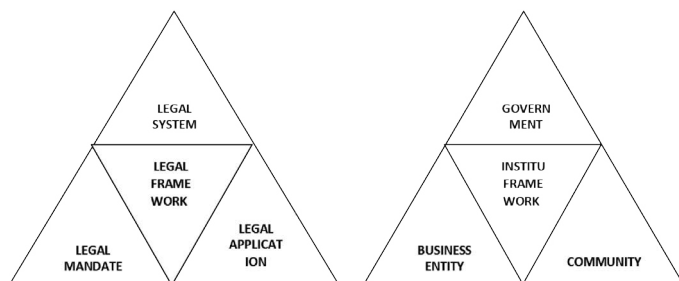 LEGAL
SYSTEM
LEGAL
FRAME
WORK
LEGAL
MANDATE
LEGAL
APPLICAT
ION
GOVERN
MENT
INSTITU
FRAME
WORK
BUSINESS
ENTITY
COMMUNITY